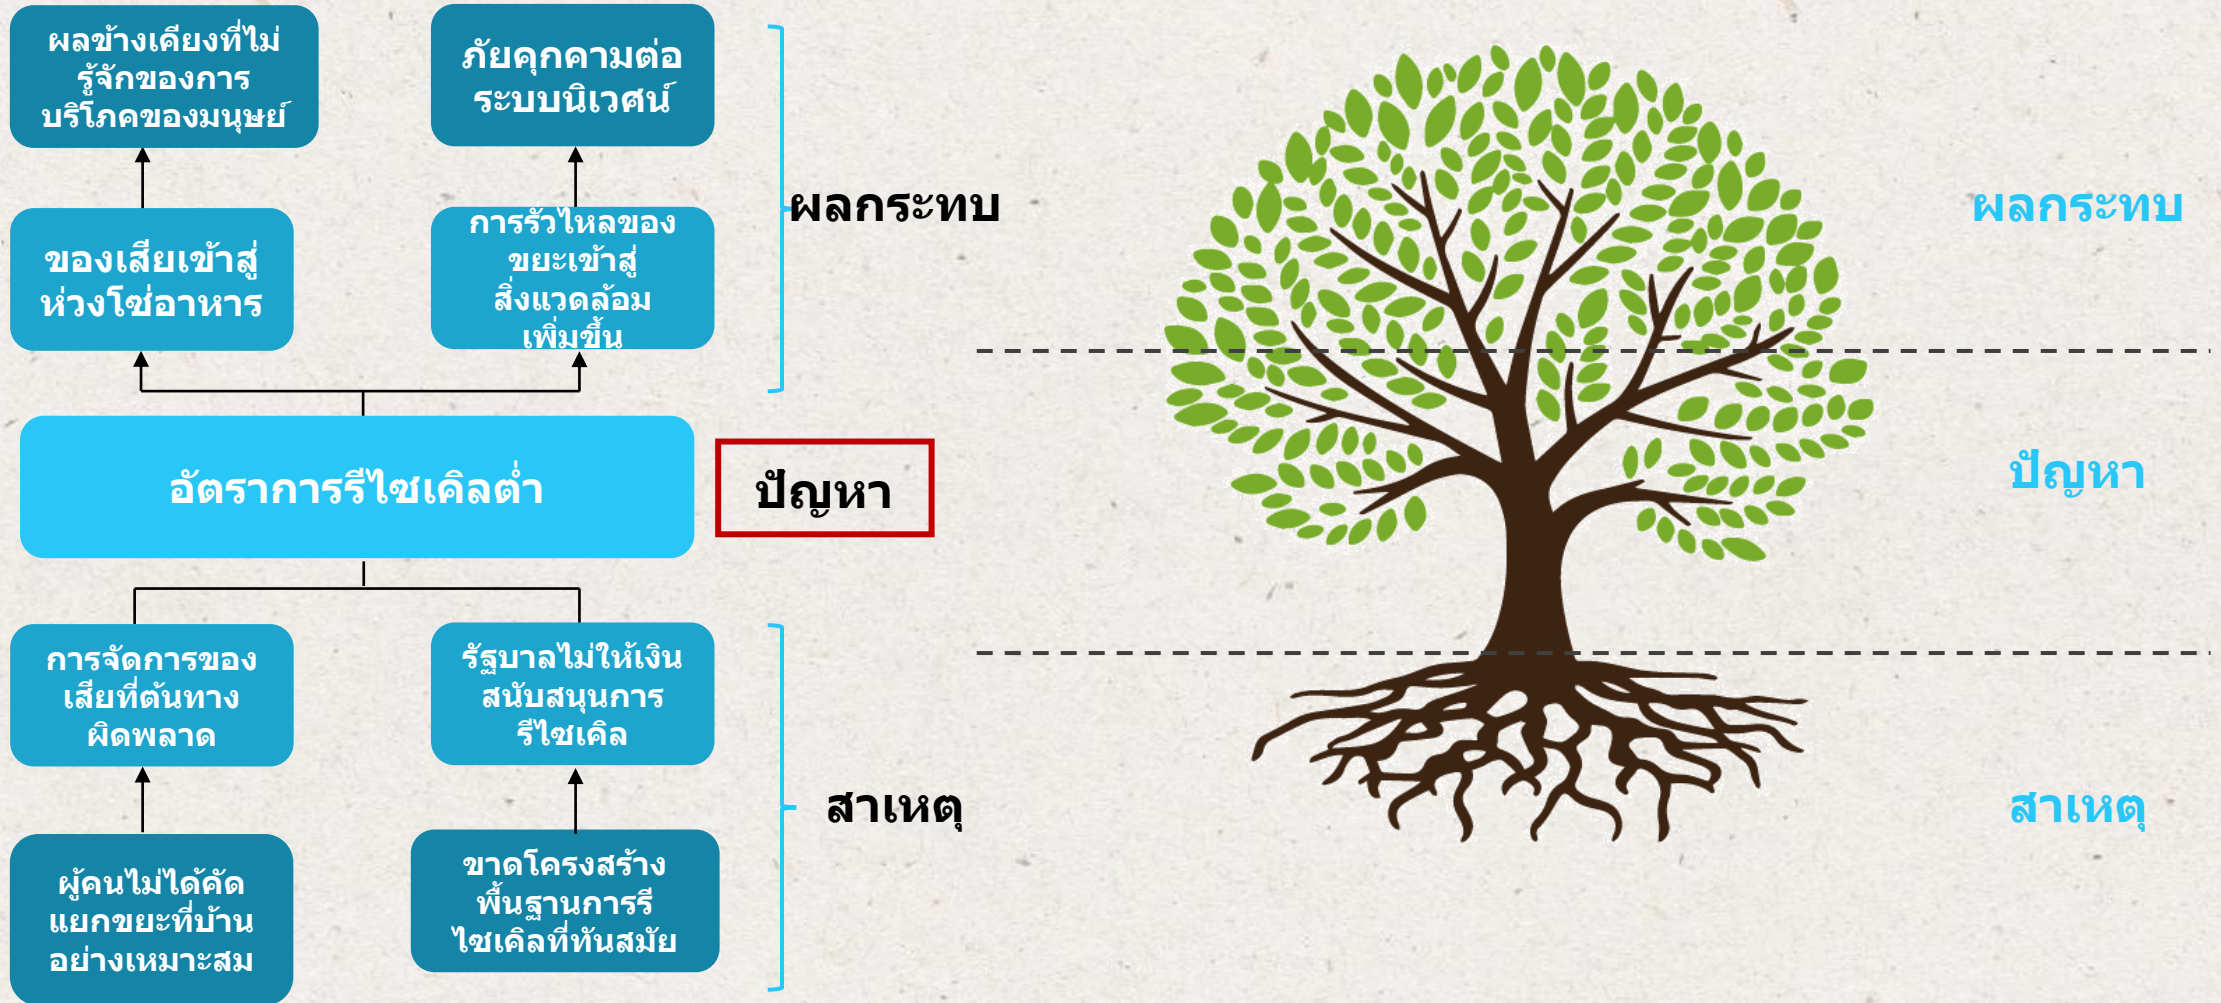 ผลข้างเคียงที่ไม่
รู้จักของการ
บริโภคของมนุษย์
ภัยคุกคามต่อ
ระบบนิเวศน์
ของเสียเข้าสู่
ห่วงโซ่อาหาร
การรั่วไหลของ
ขยะเข้าสู่
สิ่งแวดล้อม
เพิ่มขึ้น
ผลกระทบ
ผลกระทบ
อัตราการรีไซเคิลต่ำ
ปัญหา
ปัญหา
การจัดการของ
เสียที่ต้นทาง
ผิดพลาด
รัฐบาลไม่ให้เงิน
สนับสนุนการ
รีไซเคิล
สาเหตุ
สาเหตุ
ผู้คนไม่ได้คัด
แยกขยะที่บ้าน
อย่างเหมาะสม
ขาดโครงสร้าง
พื้นฐานการรี
ไซเคิลที่ทันสมัย